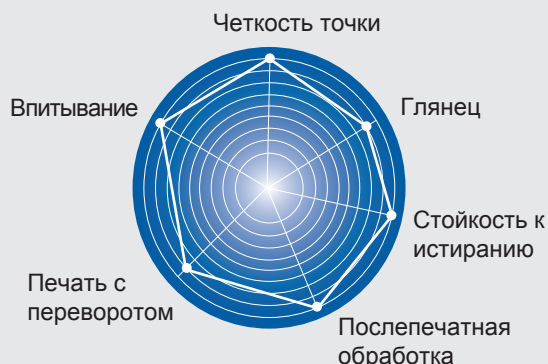 Четкость точки
Глянец
Стойкость к
истиранию
Послепечатная
обработка
Печать с
переворотом
Впитывание